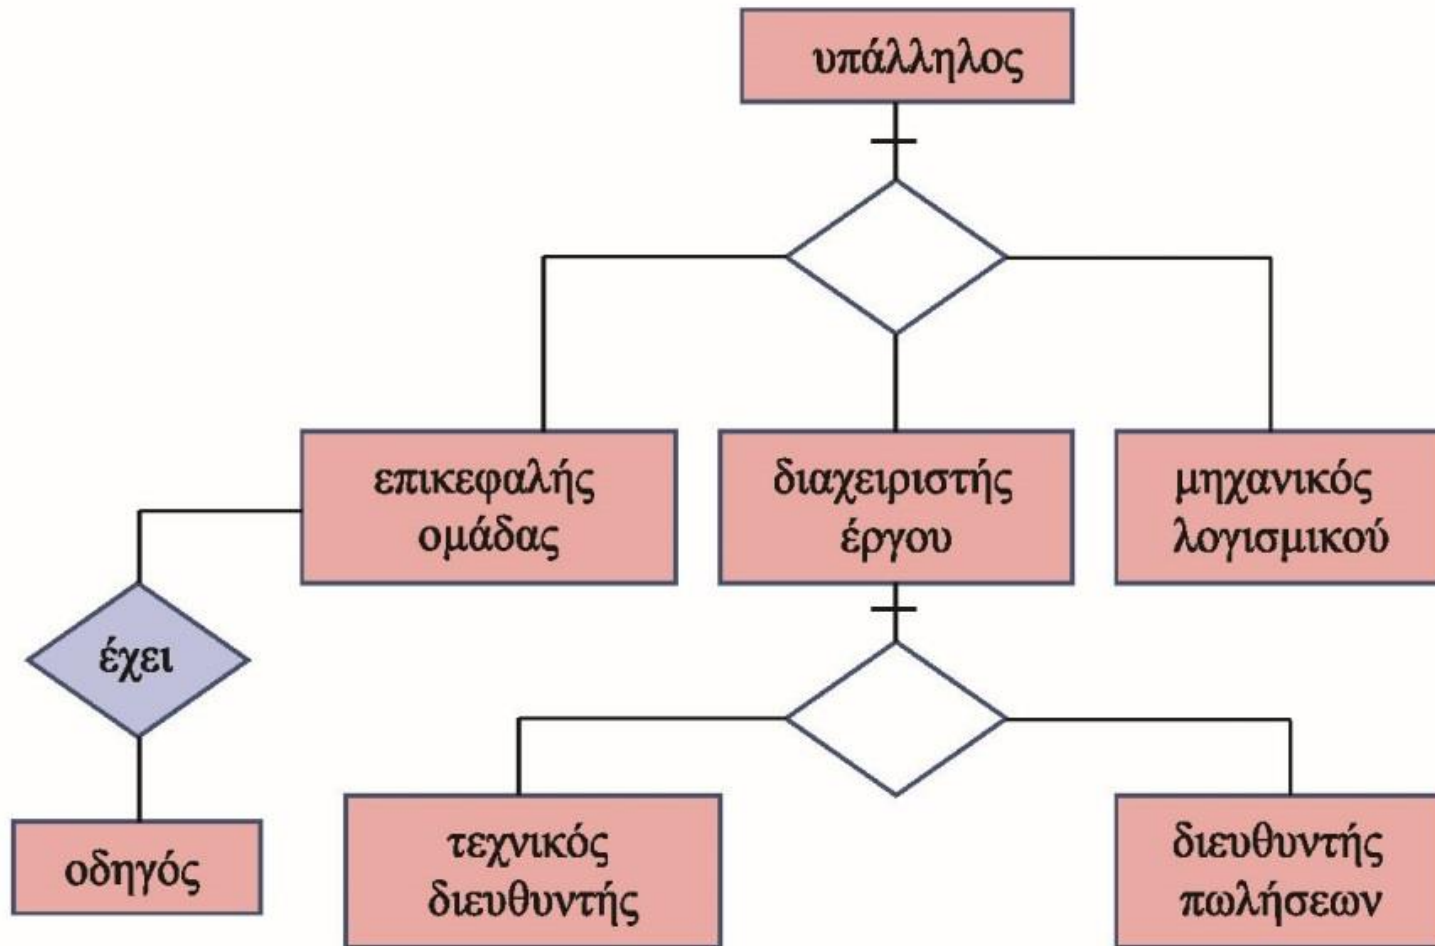 υπάλληλος
επικεφαλής
ομάδας
διαχειριστής
έργου
μηχανικός
λογισμικού
έχει
οδηγός
τεχνικός
διευθυντής
διευθυντής
πωλήσεων